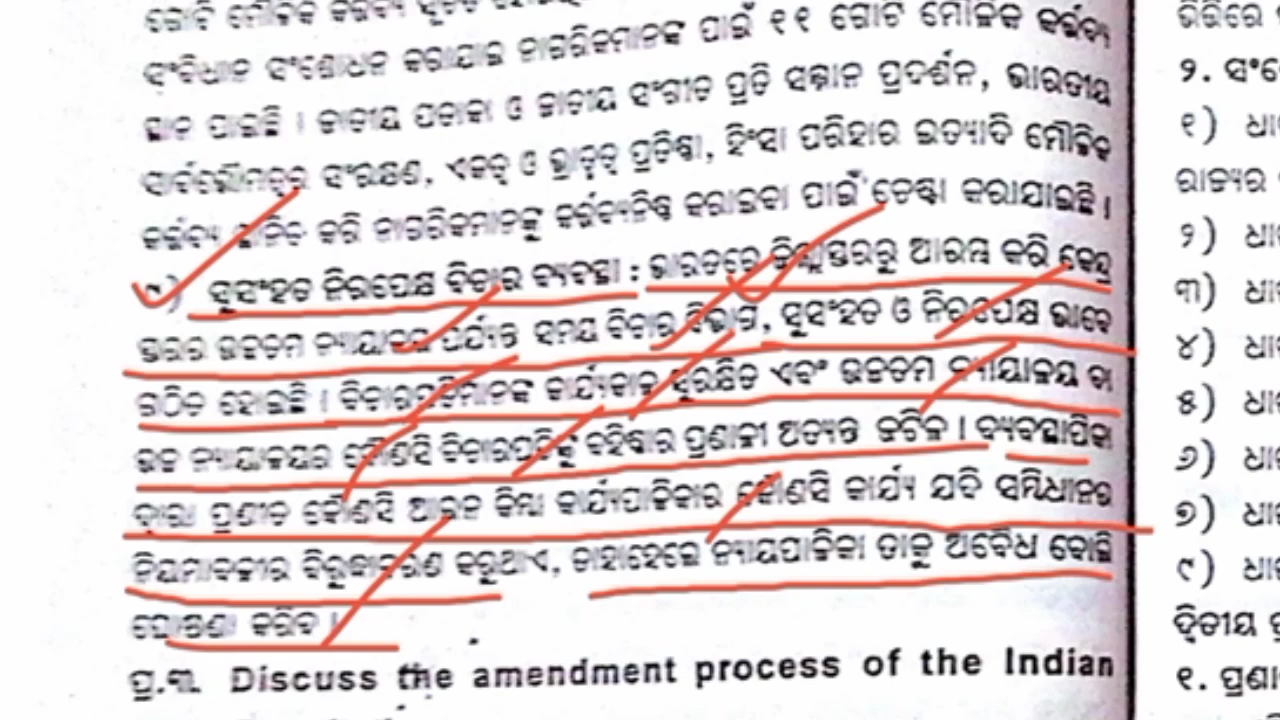 ସଂବିଧାନ ସଂଶୋଧନ କରାଯାଇ ନାଗରିକମାନଙ୍କ ପାଇଁ ୧୧ ଗୋଟି ମୌଳିକ କର୍ତ୍ତବ୍ୟ
ସ୍ଥାନ ପାଇଛି । ଜାତୀୟ ପତାକା ଓ ଜାତୀୟ ସଂଗୀତ ପ୍ରତି ସମ୍ମାନ ପ୍ରଦର୍ଶନ, ଭାରତୀୟ
ସାର୍ବଭୌମତ୍ୱର ସଂରକ୍ଷଣ, ଏକତ୍ୱ ଓ ଭ୍ରାତୃତ୍ୱ ପ୍ରତିଷ୍ଠା, ହିଂସା ପରିହାର ଇତ୍ୟାଦି ମୌଳିକ
କର୍ତ୍ତବ୍ୟ ସ୍ଥାନିତ କରି ନାଗରିକମାନଙ୍କୁ କର୍ତ୍ତବ୍ୟନିଷ୍ଠ କରାଇବା ପାଇଁ ଚେଷ୍ଟା କରାଯାଇଛି ।
ସୁସଂହତ ନିରପେକ୍ଷ ବିଚାର ବ୍ୟବସ୍ଥା : ଭାରତରେ ନିମ୍ନସ୍ତରରୁ ଆରମ୍ଭ କରି କେନ୍ଦ୍ର
ସ୍ତରର ଉଚ୍ଚତମ ନ୍ୟାୟାଳୟ ପର୍ଯ୍ୟନ୍ତ ସମଗ୍ର ବିଚାର ବିଭାଗ, ସୁସଂହତ ଓ ନିରପେକ୍ଷ ଭାବେ
ଗଠିତ ହୋଇଛି । ବିଚାରପତିମାନଙ୍କ କାର୍ଯ୍ୟକାଳ ସୁରକ୍ଷିତ ଏବଂ ଉଚ୍ଚତମ ନ୍ୟାୟାଳୟ ବା
ଉଚ୍ଚ ନ୍ୟାୟାଳୟର କୌଣସି ବିଚାରପତିଙ୍କୁ ବହିଷ୍କାର ପ୍ରଣାଳୀ ଅତ୍ୟନ୍ତ ଜଟିଳ । ବ୍ୟବସ୍ଥାପିକା
ଦ୍ୱାରା ପ୍ରଣୀତ କୌଣସି ଆଇନ କିମ୍ବା କାର୍ଯ୍ୟପାଳିକାର କୌଣସି କାର୍ଯ୍ୟ ଯଦି ସମ୍ବିଧାନର
ନିୟମାବଳୀର ବିରୁଦ୍ଧାଚରଣ କରୁଥାଏ, ତାହାହେଲେ ନ୍ୟାୟପାଳିକା ତାକୁ ଅବୈଧ ବୋଲି
ଘୋଷଣା କରିବ ।
ପ୍ର.୩. Discuss the amendment process of the Indian
୨. ସଂ
୧) ଧା
ରାଜ୍ୟର
୨) ଧା
୩) ଧା
୪) ଧା
୫) ଧା
୬) ଧା
୭) ଧା
୯) ଧା
ଦ୍ୱିତୀୟ
୧. ପ୍ରଣା